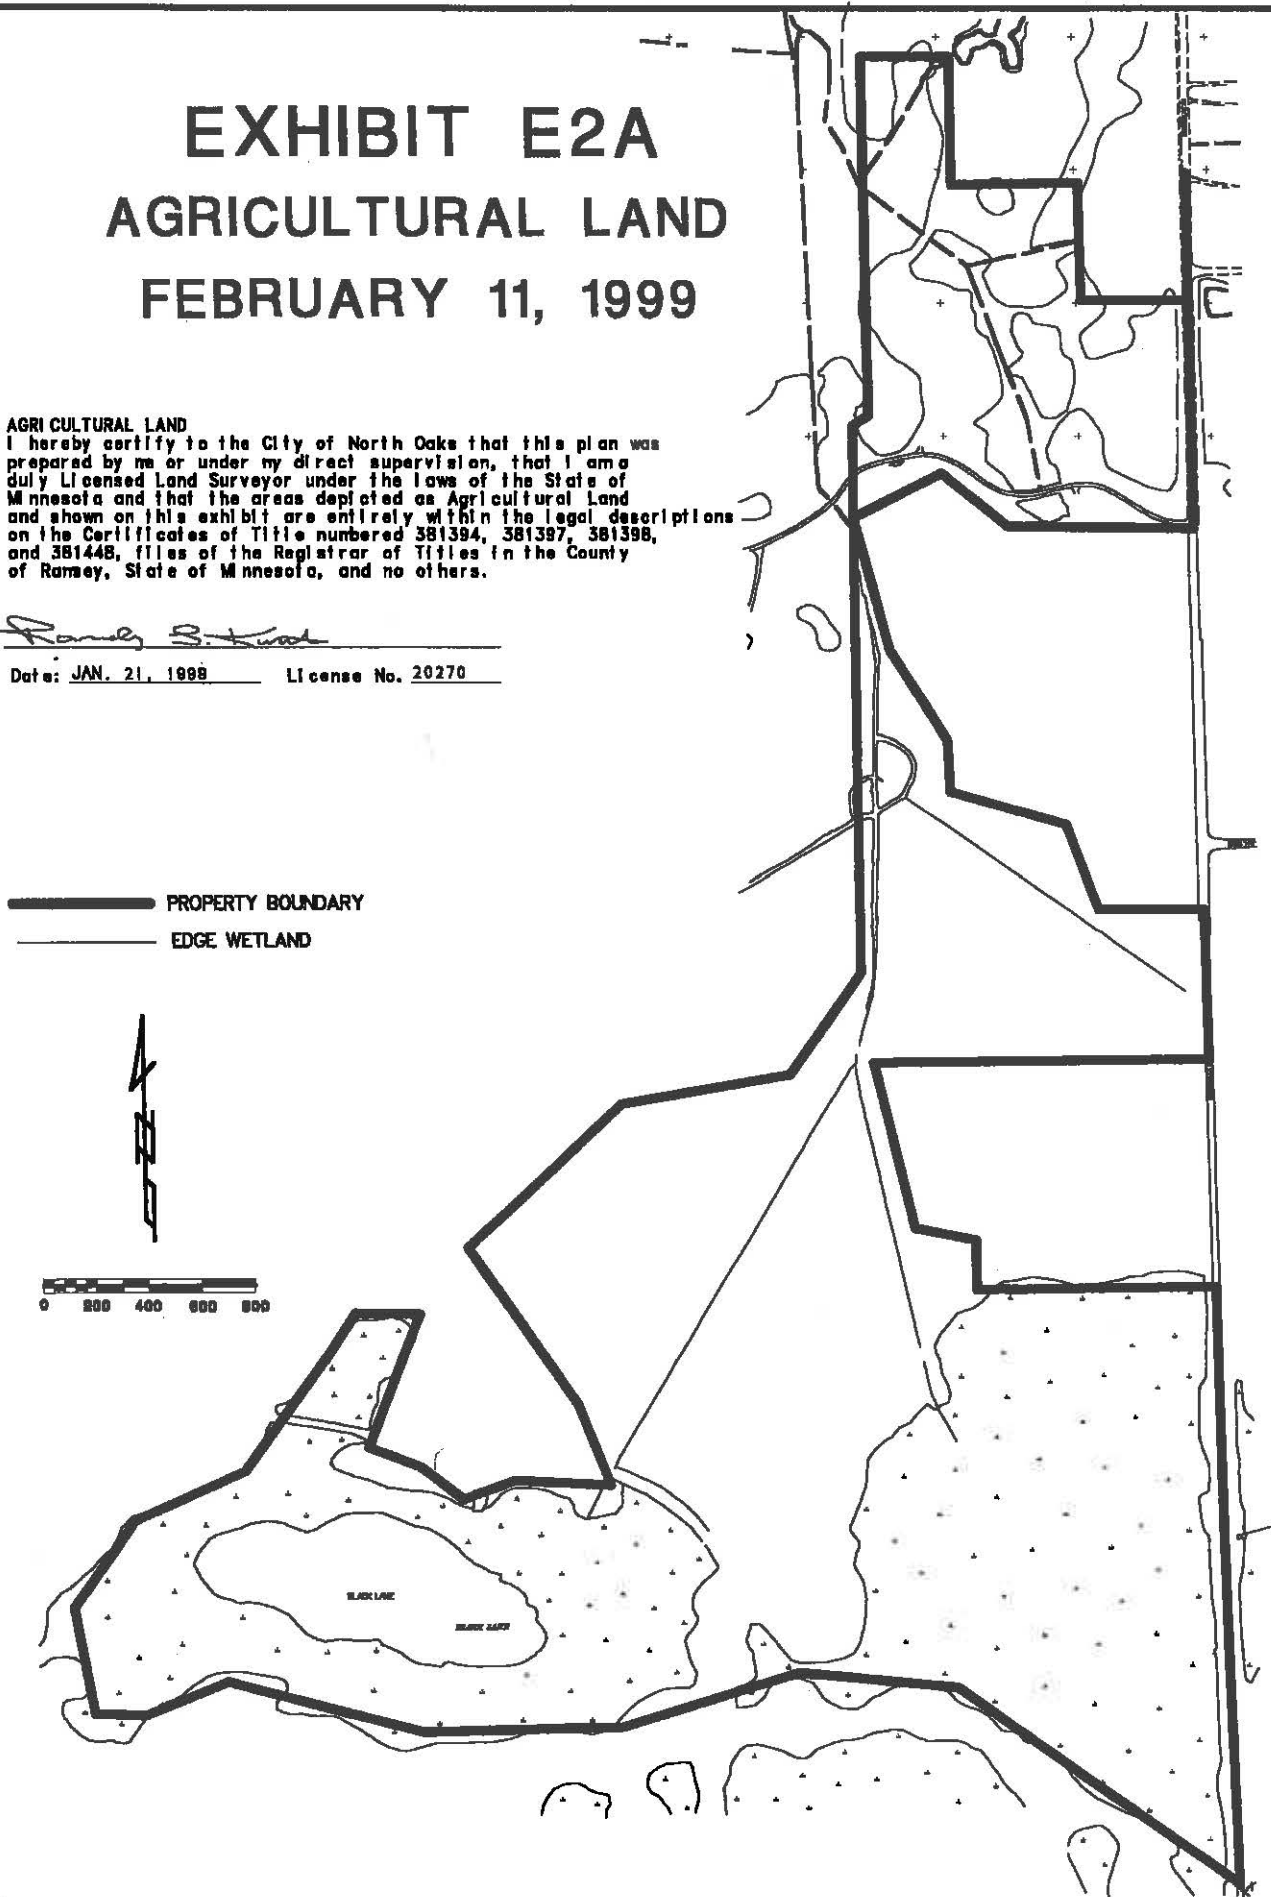 EXHIBIT E2A
AGRICULTURAL LAND
FEBRUARY 11, 1999
AGRICULTURAL LAND
I hereby certify to the City of North Oaks that this plan was
prepared by me or under my direct supervision, that I am a
duly Licensed Land Surveyor under the laws of the State of
Minnesota and that the areas depicted as Agricultural Land
and shown on this exhibit are entirely within the legal descriptions
on the Certificates of Title numbered 381394, 381397, 381398,
and 381448, files of the Registrar of Titles in the County
of Ramsey, State of Minnesota, and no others.
Date: JAN. 21, 1999 License No. 20270
PROPERTY BOUNDARY
EDGE WETLAND
0 200 400 600 800
BLACK LAKE
BLACK LAKE